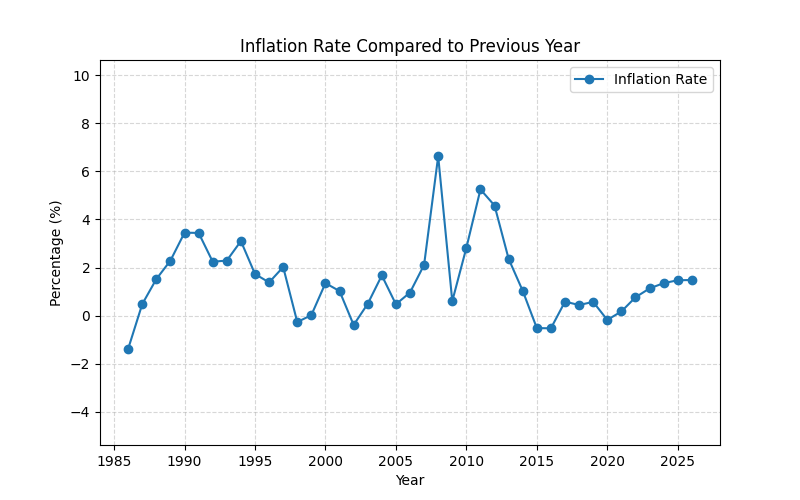 Inflation Rate Compared to Previous Year
Inflation Rate
Percentage (%)
10
8
6
4
2
0
−2
−4
1985 1990 1995 2000 2005 2010 2015 2020 2025
Year